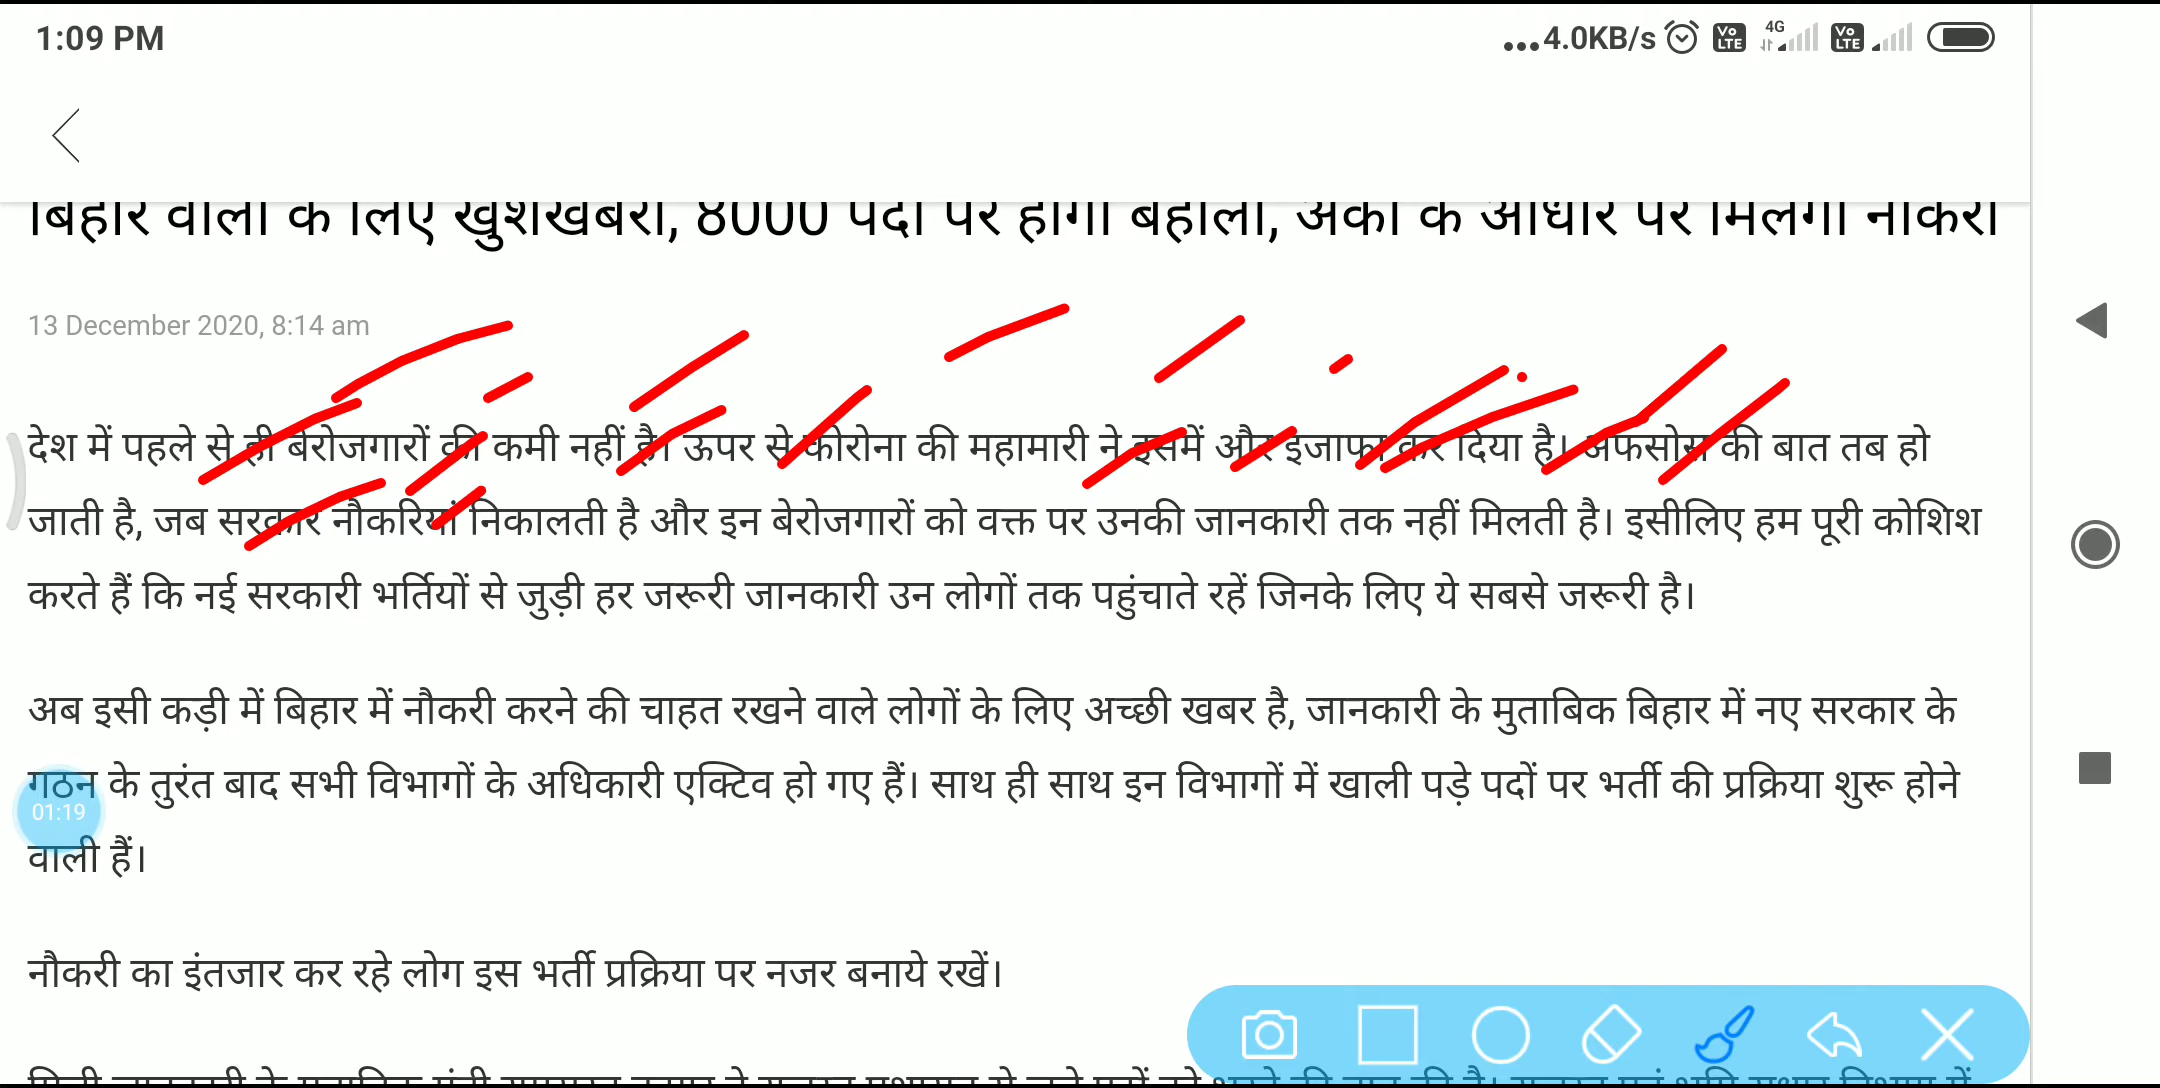 1:09 PM
...4.0KB/s Vo LTE 4G Vo LTE
बिहार वालों के लिए खुशखबरी, 8000 पदों पर होगी बहाली, अंकों के आधार पर मिलेगी नौकरी
13 December 2020, 8:14 am
देश में पहले से ही बेरोजगारों की कमी नहीं है। ऊपर से कोरोना की महामारी ने इसमें और इजाफा कर दिया है। अफसोस की बात तब हो
जाती है, जब सरकार नौकरियां निकालती है और इन बेरोजगारों को वक्त पर उनकी जानकारी तक नहीं मिलती है। इसीलिए हम पूरी कोशिश
करते हैं कि नई सरकारी भर्तियों से जुड़ी हर जरूरी जानकारी उन लोगों तक पहुंचाते रहें जिनके लिए ये सबसे जरूरी है।
अब इसी कड़ी में बिहार में नौकरी करने की चाहत रखने वाले लोगों के लिए अच्छी खबर है, जानकारी के मुताबिक बिहार में नए सरकार के
गठन के तुरंत बाद सभी विभागों के अधिकारी एक्टिव हो गए हैं। साथ ही साथ इन विभागों में खाली पड़े पदों पर भर्ती की प्रक्रिया शुरू होने
01:19
वाली हैं।
नौकरी का इंतजार कर रहे लोग इस भर्ती प्रक्रिया पर नजर बनाये रखें।